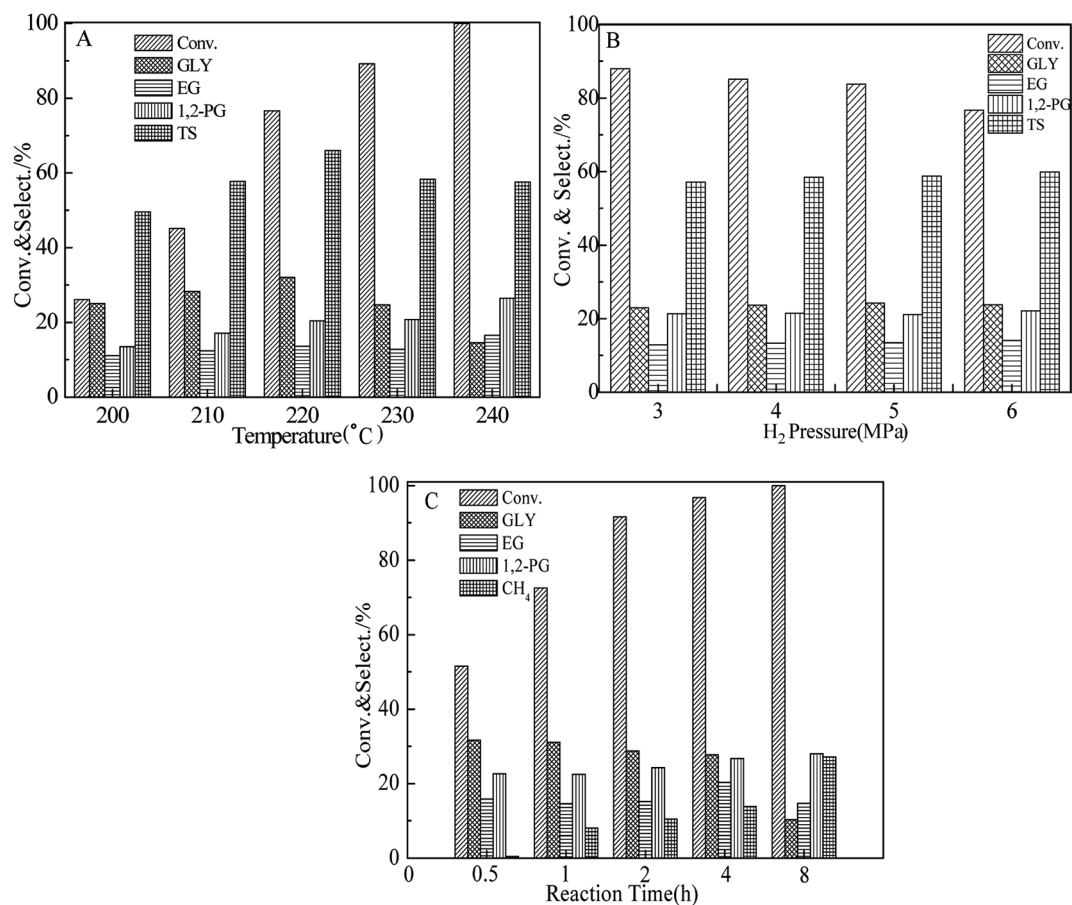 A
Conv.
GLY
EG
1,2-PG
TS
100
80
60
40
20
0
Conv.&Select./%
200 210 220 230 240
Temperature(°C)
B
Conv.
GLY
EG
1,2-PG
TS
100
80
60
40
20
0
Conv. & Select./%
3 4 5 6
H₂ Pressure(MPa)
C
Conv.
GLY
EG
1,2-PG
CH₄
100
80
60
40
20
0
Conv.&Select./%
0 0.5 1 2 4 8
Reaction Time(h)